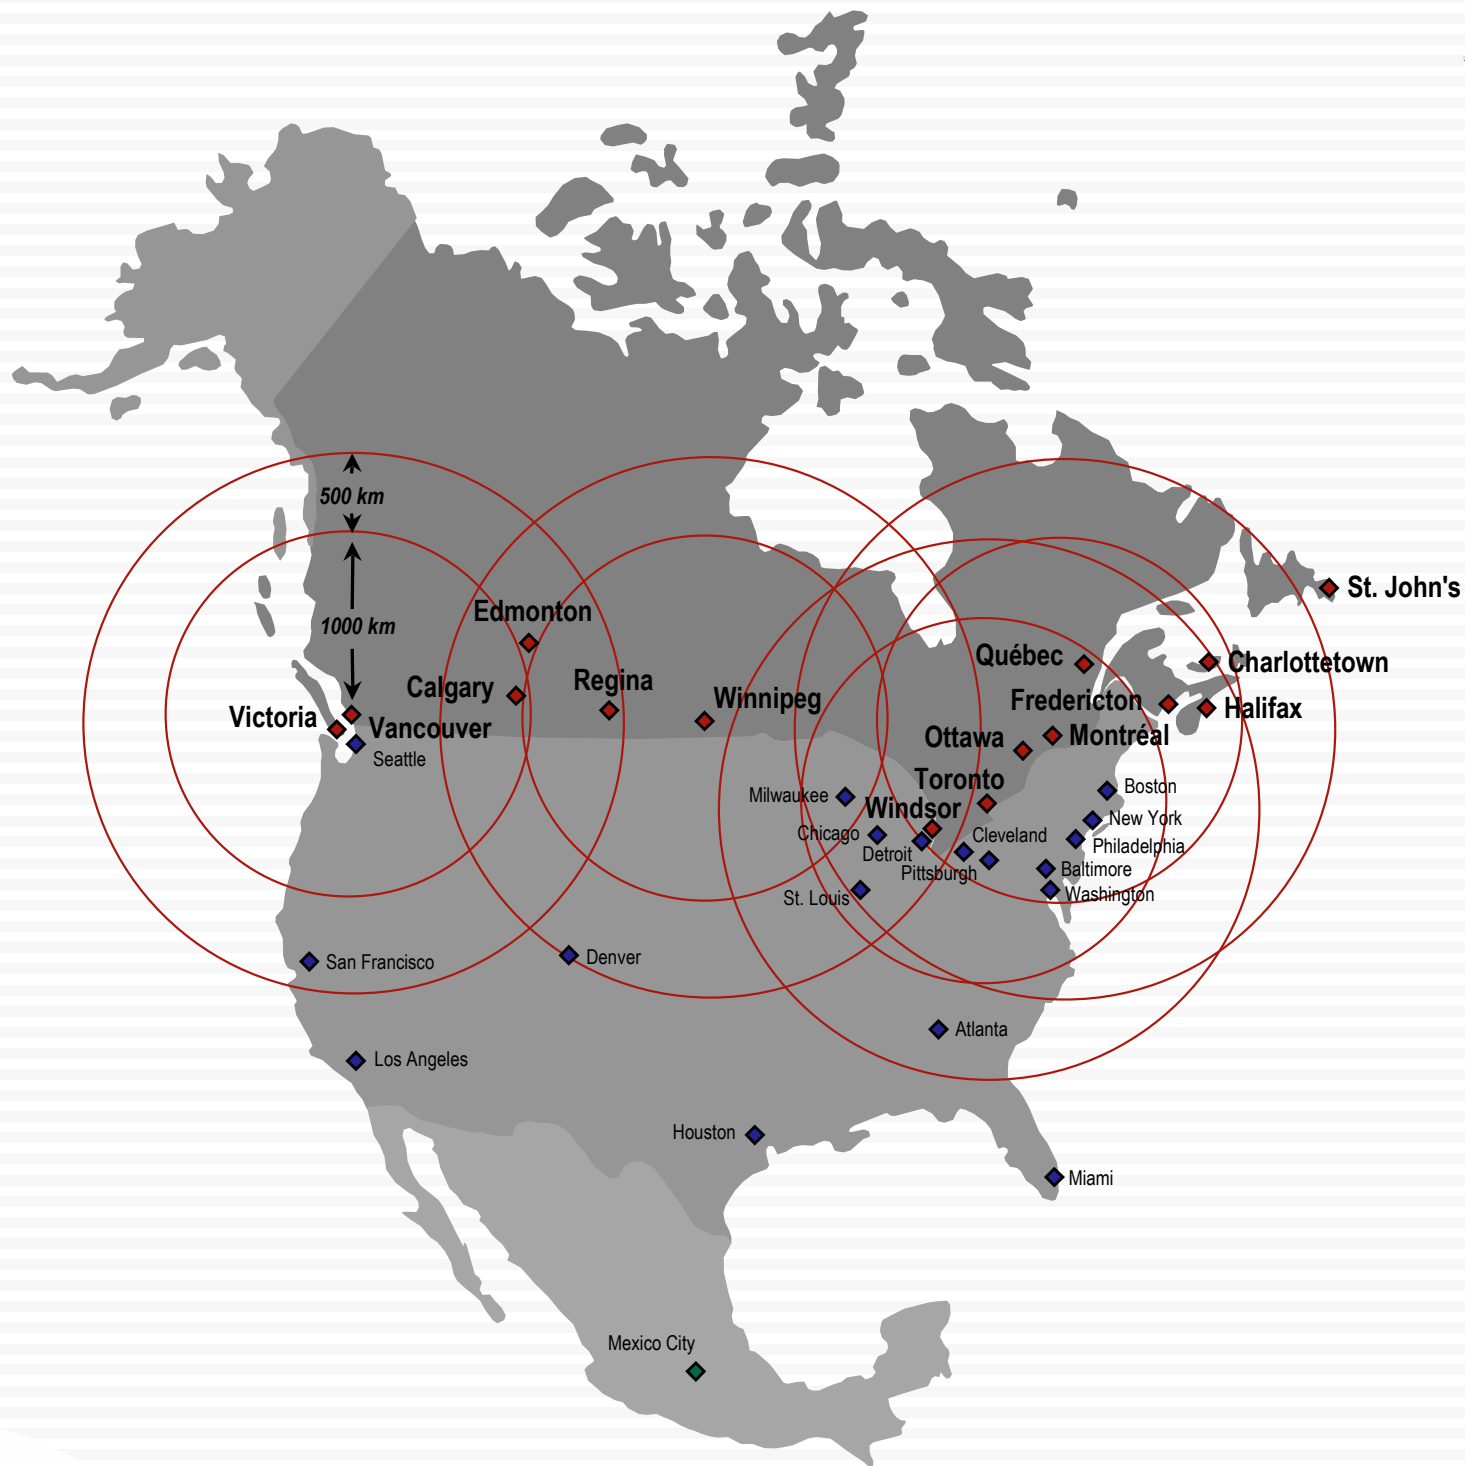 500 km
St. John's
Edmonton
1000 km
Québec
Charlottetown
Regina
Calgary
Winnipeg
Fredericton
Halifax
Victoria
Vancouver
Ottawa
Montréal
Seattle
Toronto
Boston
Milwaukee
Windsor
New York
Chicago
Cleveland
Detroit
Philadelphia
Pittsburgh
Baltimore
St. Louis
Washington
San Francisco
Denver
Atlanta
Los Angeles
Houston
Miami
Mexico City